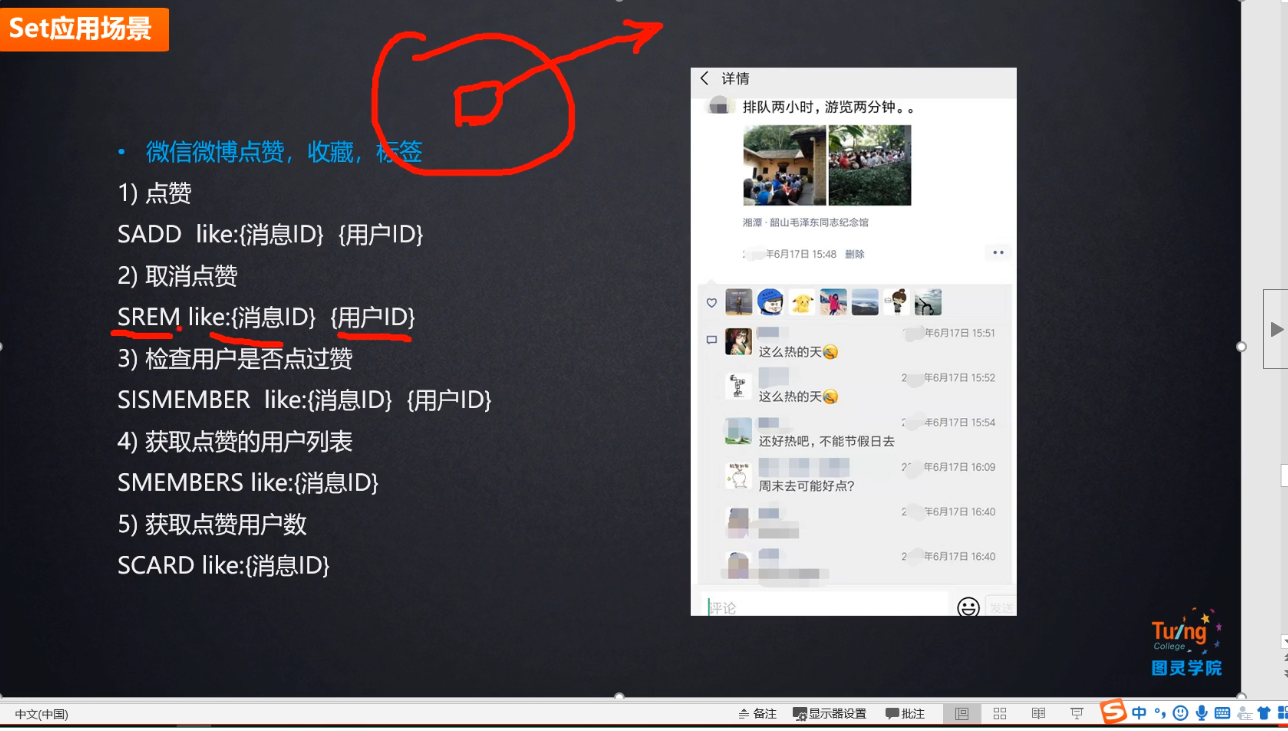 Set应用场景
• 微信微博点赞，收藏，标签
1) 点赞
SADD like:{消息ID} {用户ID}
2) 取消点赞
SREM like:{消息ID} {用户ID}
3) 检查用户是否点过赞
SISMEMBER like:{消息ID} {用户ID}
4) 获取点赞的用户列表
SMEMBERS like:{消息ID}
5) 获取点赞用户数
SCARD like:{消息ID}
详情
排队两小时，游览两分钟。。
湘潭·韶山毛泽东同志纪念馆
年6月17日 15:48 删除
年6月17日 15:51
这么热的天
2 年6月17日 15:52
这么热的天
年6月17日 15:54
还好热吧，不能节假日去
年6月17日 16:09
周末去可能好点?
2 年6月17日 16:40
2 年6月17日 16:40
评论
发送
Turing
College
图灵学院
中文(中国)
备注 显示器设置 批注
中